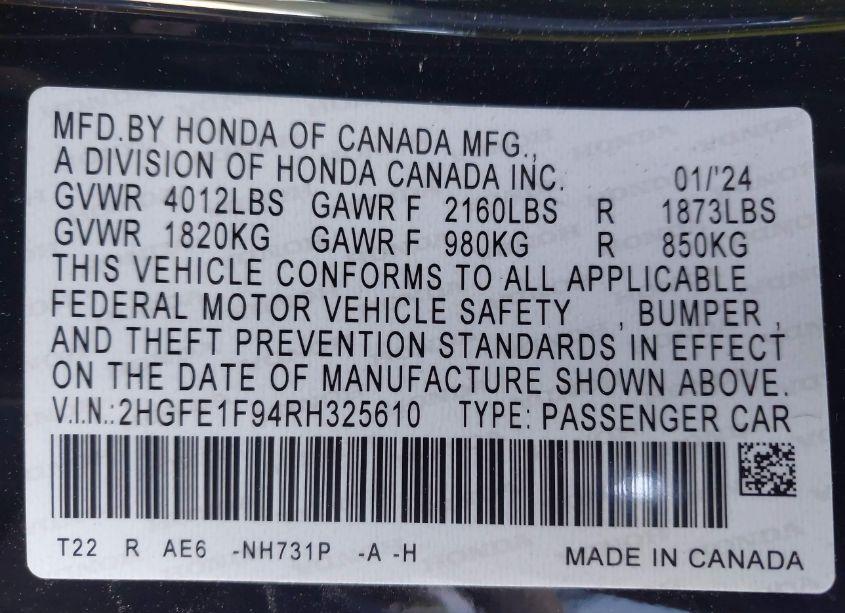 MFD.BY HONDA OF CANADA MFG.,
A DIVISION OF HONDA CANADA INC. 01/'24
GVWR 4012LBS GAWR F 2160LBS R 1873LBS
GVWR 1820KG GAWR F 980KG R 850KG
THIS VEHICLE CONFORMS TO ALL APPLICABLE
FEDERAL MOTOR VEHICLE SAFETY , BUMPER ,
AND THEFT PREVENTION STANDARDS IN EFFECT
ON THE DATE OF MANUFACTURE SHOWN ABOVE.
V.I.N.:2HGFE1F94RH325610 TYPE: PASSENGER CAR
T22 R AE6 -NH731P -A -H MADE IN CANADA